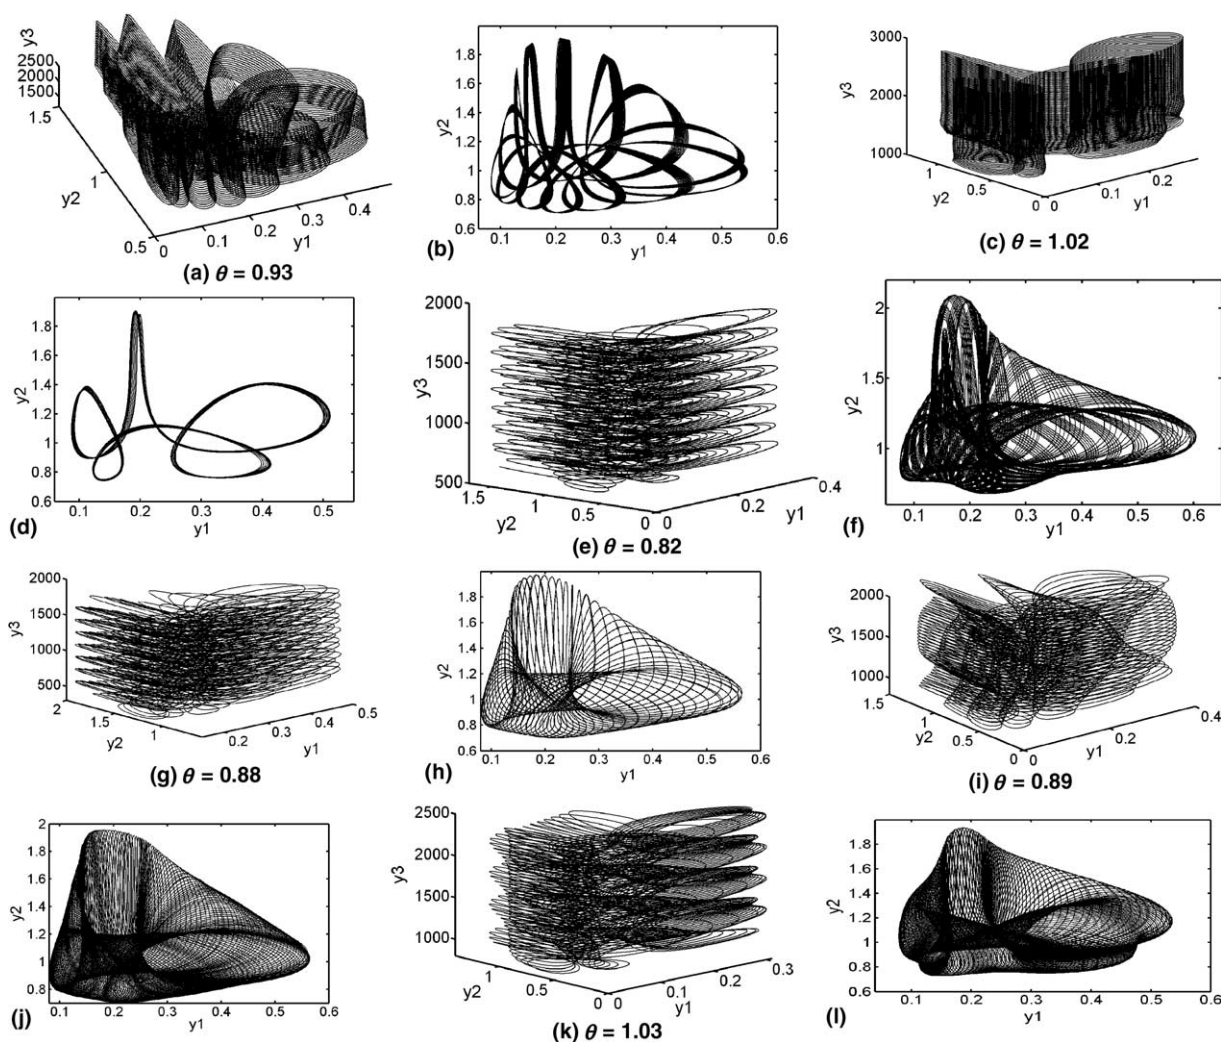 y3
2500
2000
1500
1.5
y2
1
0.5
0
0.1
0.2
0.3
0.4
y1
(a) θ = 0.93
1.8
1.6
1.4
y2
1.2
1
0.8
0.6
0.1 0.2 0.3 0.4 0.5 0.6
(b) y1
3000
y3
2000
1000
1
y2
0.5
0 0
0.1
0.2
y1
(c) θ = 1.02
1.8
1.6
1.4
y2
1.2
1
0.8
0.6
0.1 0.2 0.3 0.4 0.5
(d) y1
2000
1500
y3
1000
500
1.5
1
0.5
0 0
0.2
0.4
y2
y1
(e) θ = 0.82
2
1.5
y2
1
0.1 0.2 0.3 0.4 0.5 0.6
(f) y1
2000
1500
y3
1000
500
2
1.5
1
y2
0.2
0.3
0.4
0.5
y1
(g) θ = 0.88
1.8
1.6
1.4
y2
1.2
1
0.8
0.6
0.1 0.2 0.3 0.4 0.5 0.6
(h) y1
2000
y3
1500
1000
1.5
1
0.5
0 0
0.2
0.4
y2
y1
(i) θ = 0.89
2
1.8
1.6
y2
1.4
1.2
1
0.8
0.1 0.2 0.3 0.4 0.5 0.6
(j) y1
2500
2000
y3
1500
1000
1
0.5
0 0
0.1
0.2
0.3
y2
y1
(k) θ = 1.03
2
1.8
1.6
1.4
y2
1.2
1
0.8
0.6
0.1 0.2 0.3 0.4 0.5 0.6
(l) y1